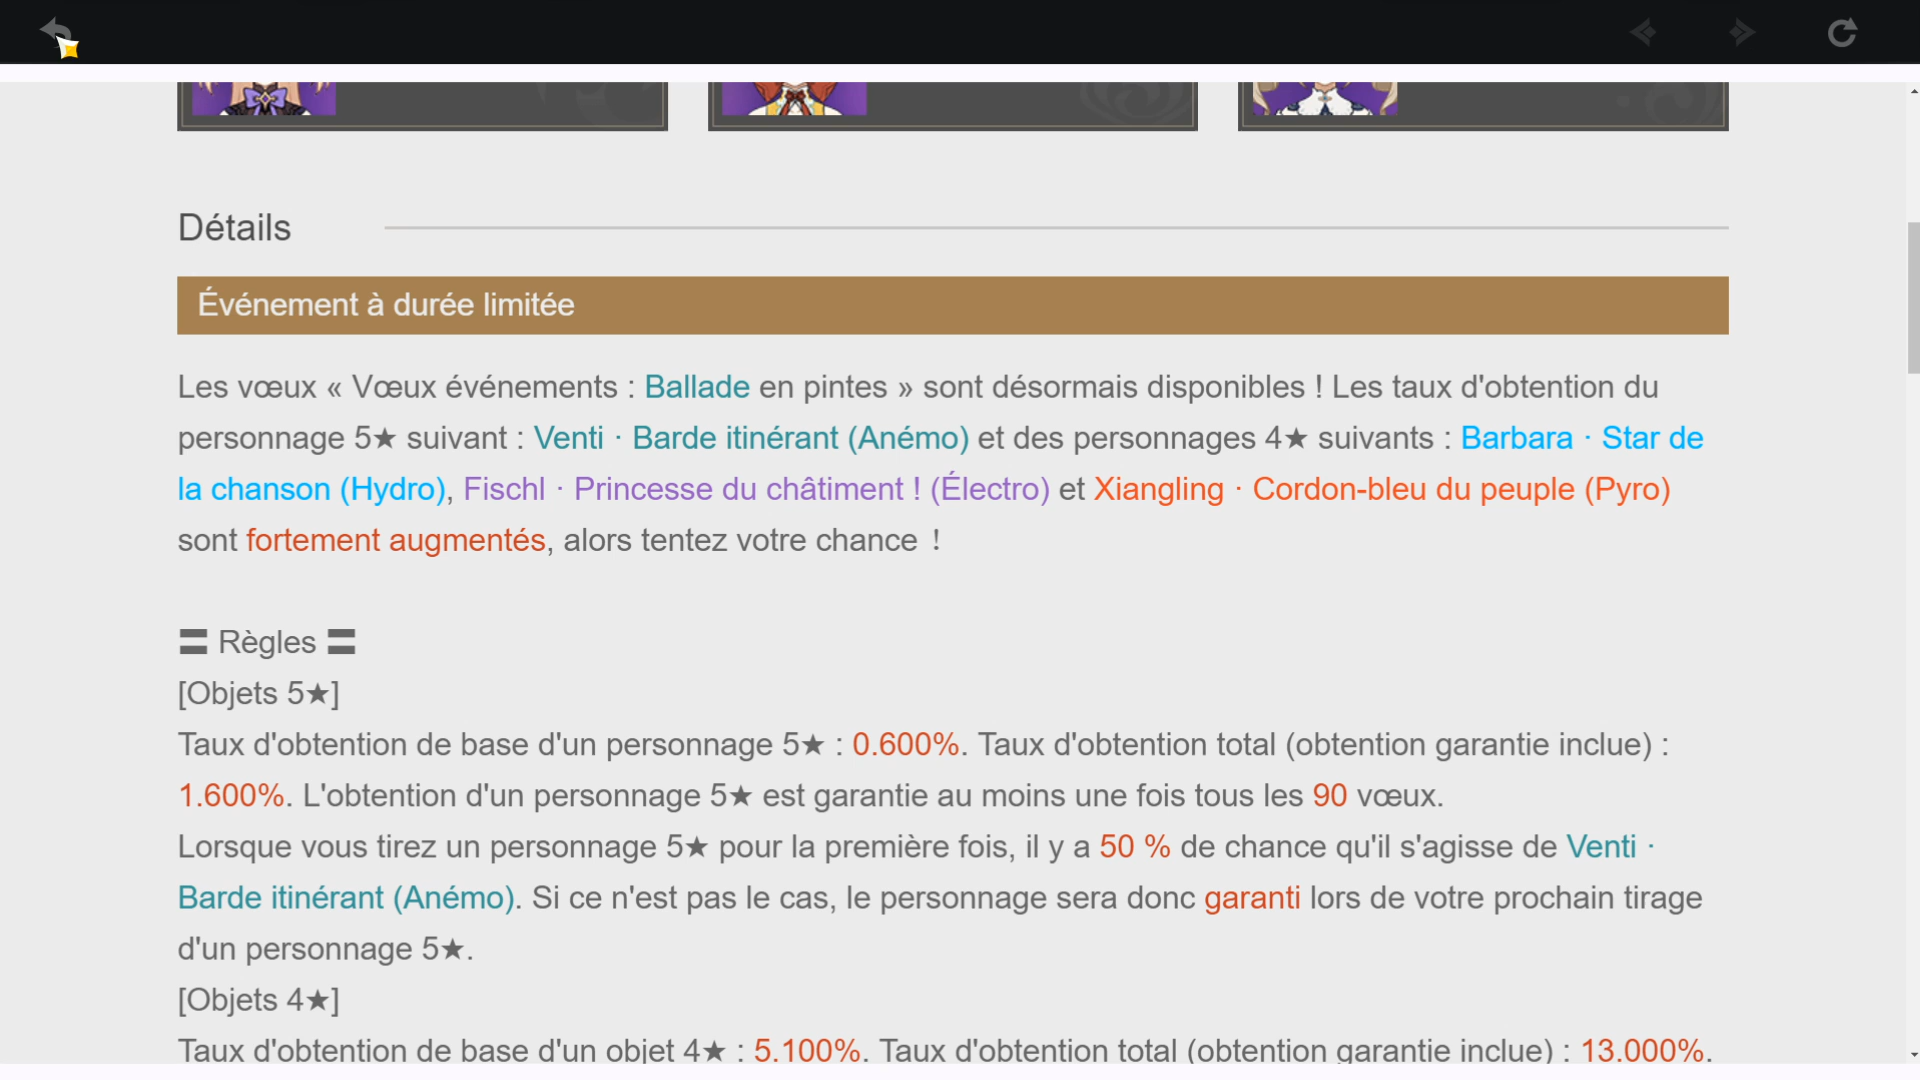 Détails
Événement à durée limitée
Les vœux « Vœux événements : Ballade en pintes » sont désormais disponibles ! Les taux d'obtention du
personnage 5★ suivant : Venti · Barde itinérant (Anémo) et des personnages 4★ suivants : Barbara · Star de
la chanson (Hydro), Fischl · Princesse du châtiment ! (Électro) et Xiangling · Cordon-bleu du peuple (Pyro)
sont fortement augmentés, alors tentez votre chance !
〓 Règles 〓
[Objets 5★]
Taux d'obtention de base d'un personnage 5★ : 0.600%. Taux d'obtention total (obtention garantie inclue) :
1.600%. L'obtention d'un personnage 5★ est garantie au moins une fois tous les 90 vœux.
Lorsque vous tirez un personnage 5★ pour la première fois, il y a 50 % de chance qu'il s'agisse de Venti ·
Barde itinérant (Anémo). Si ce n'est pas le cas, le personnage sera donc garanti lors de votre prochain tirage
d'un personnage 5★.
[Objets 4★]
Taux d'obtention de base d'un objet 4★ : 5.100%. Taux d'obtention total (obtention garantie inclue) : 13.000%.